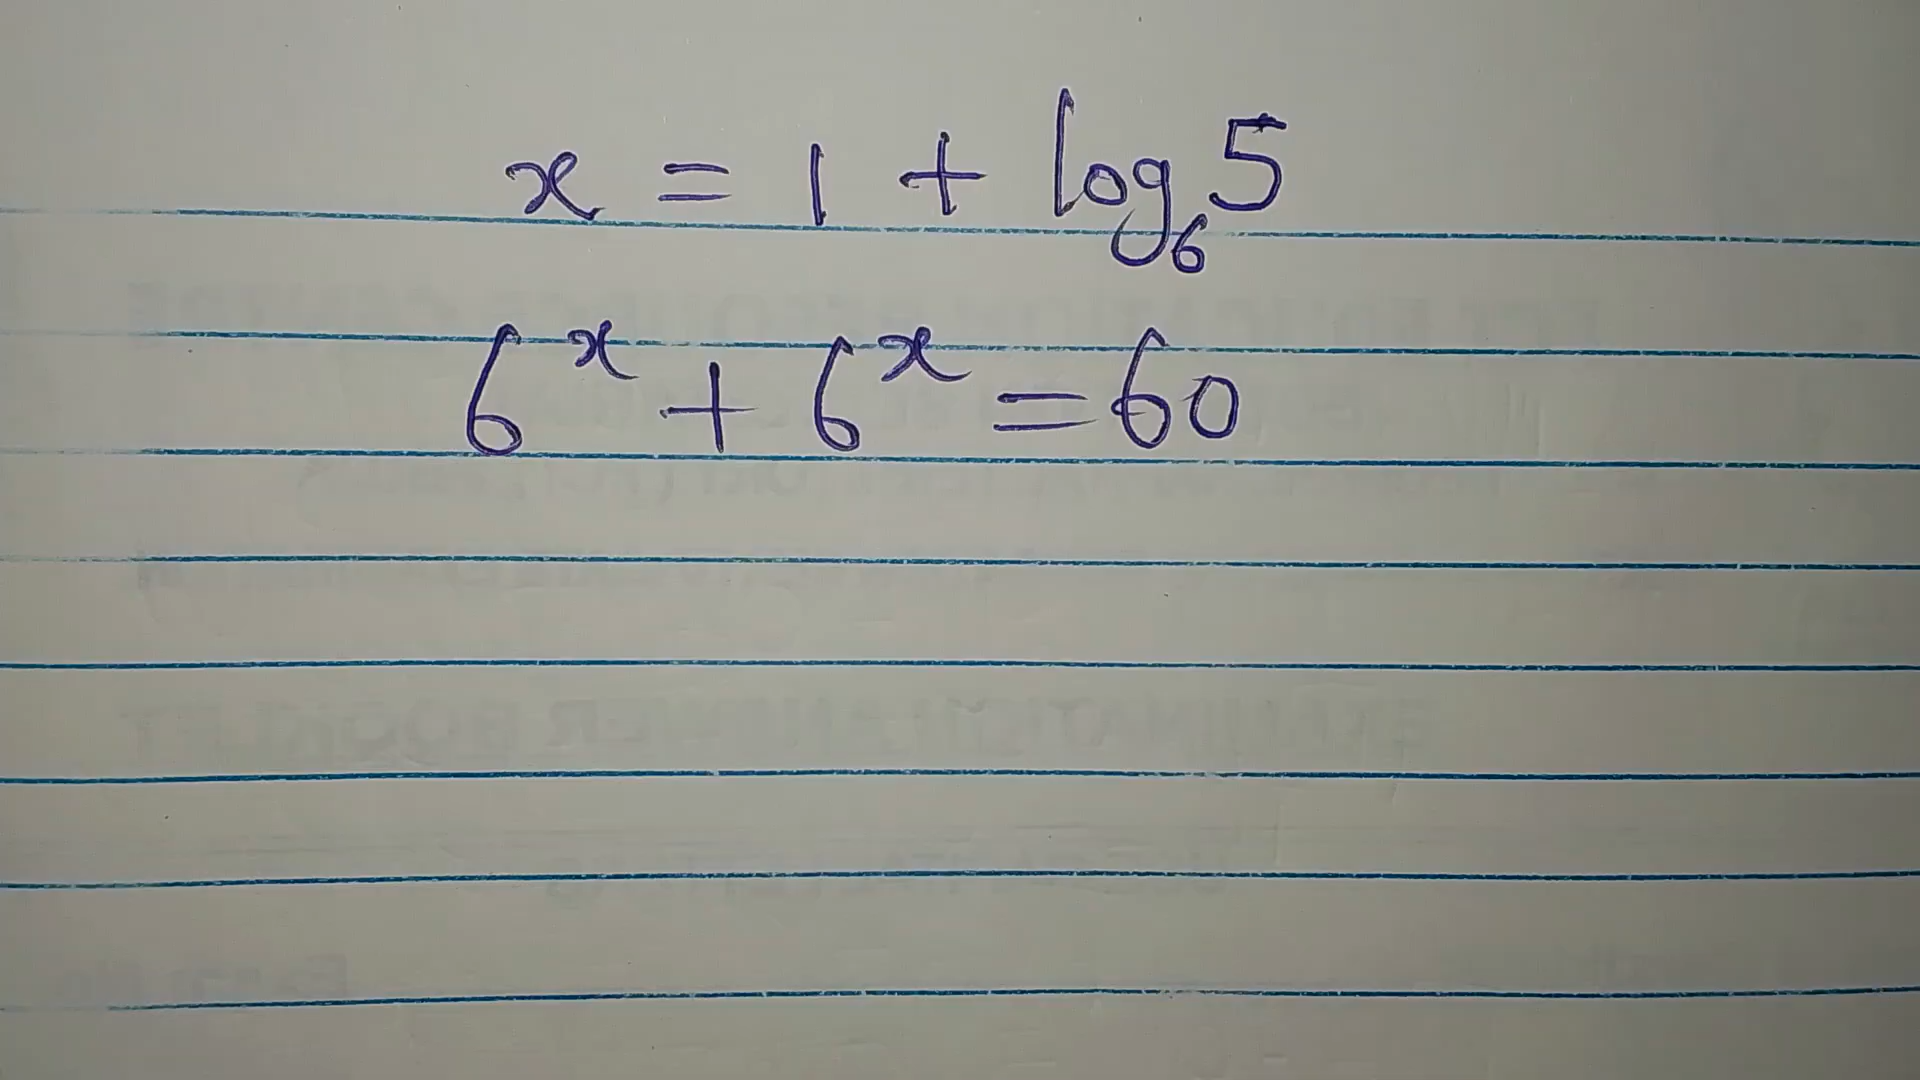 x = 1 + log₆5
6ˣ + 6ˣ = 60